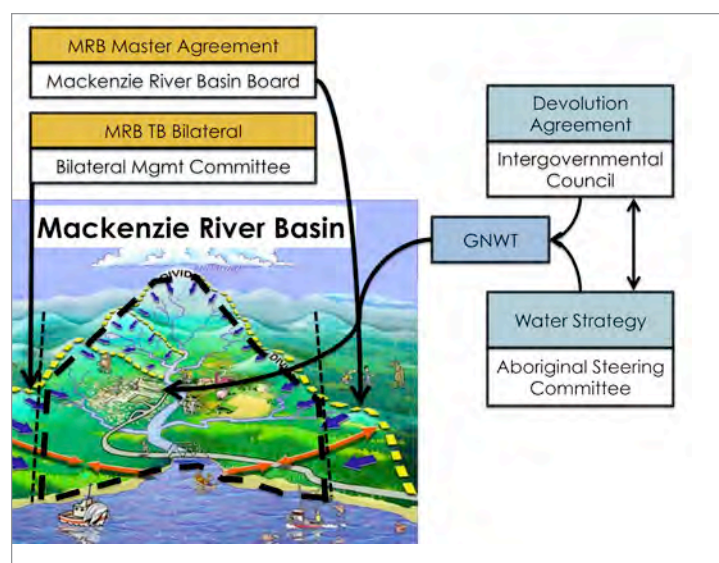 MRB Master Agreement
Mackenzie River Basin Board
MRB TB Bilateral
Bilateral Mgmt Committee
Devolution
Agreement
Intergovernmental
Council
Mackenzie River Basin
GNWT
DIVIDE
Water Strategy
Aboriginal Steering
Committee